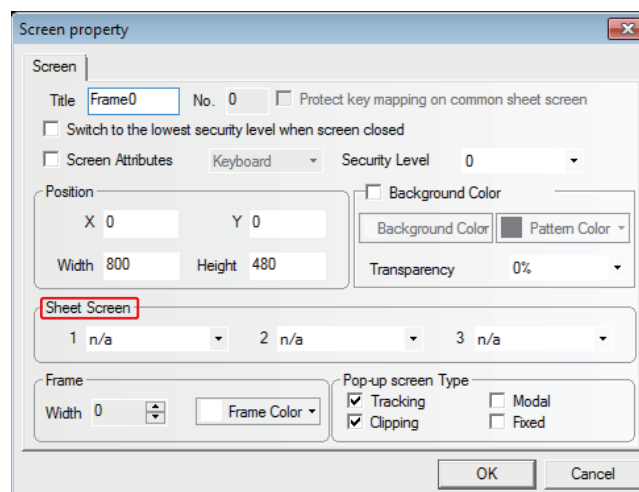 Screen property
Screen
Title Frame0 No. 0 Protect key mapping on common sheet screen
Switch to the lowest security level when screen closed
Screen Attributes Keyboard Security Level 0
Position Background Color
X 0 Y 0 Background Color Pattern Color
Width 800 Height 480 Transparency 0%
Sheet Screen
1 n/a 2 n/a 3 n/a
Frame Pop-up screen Type
Width 0 Frame Color Tracking Modal
Clipping Fixed
OK Cancel